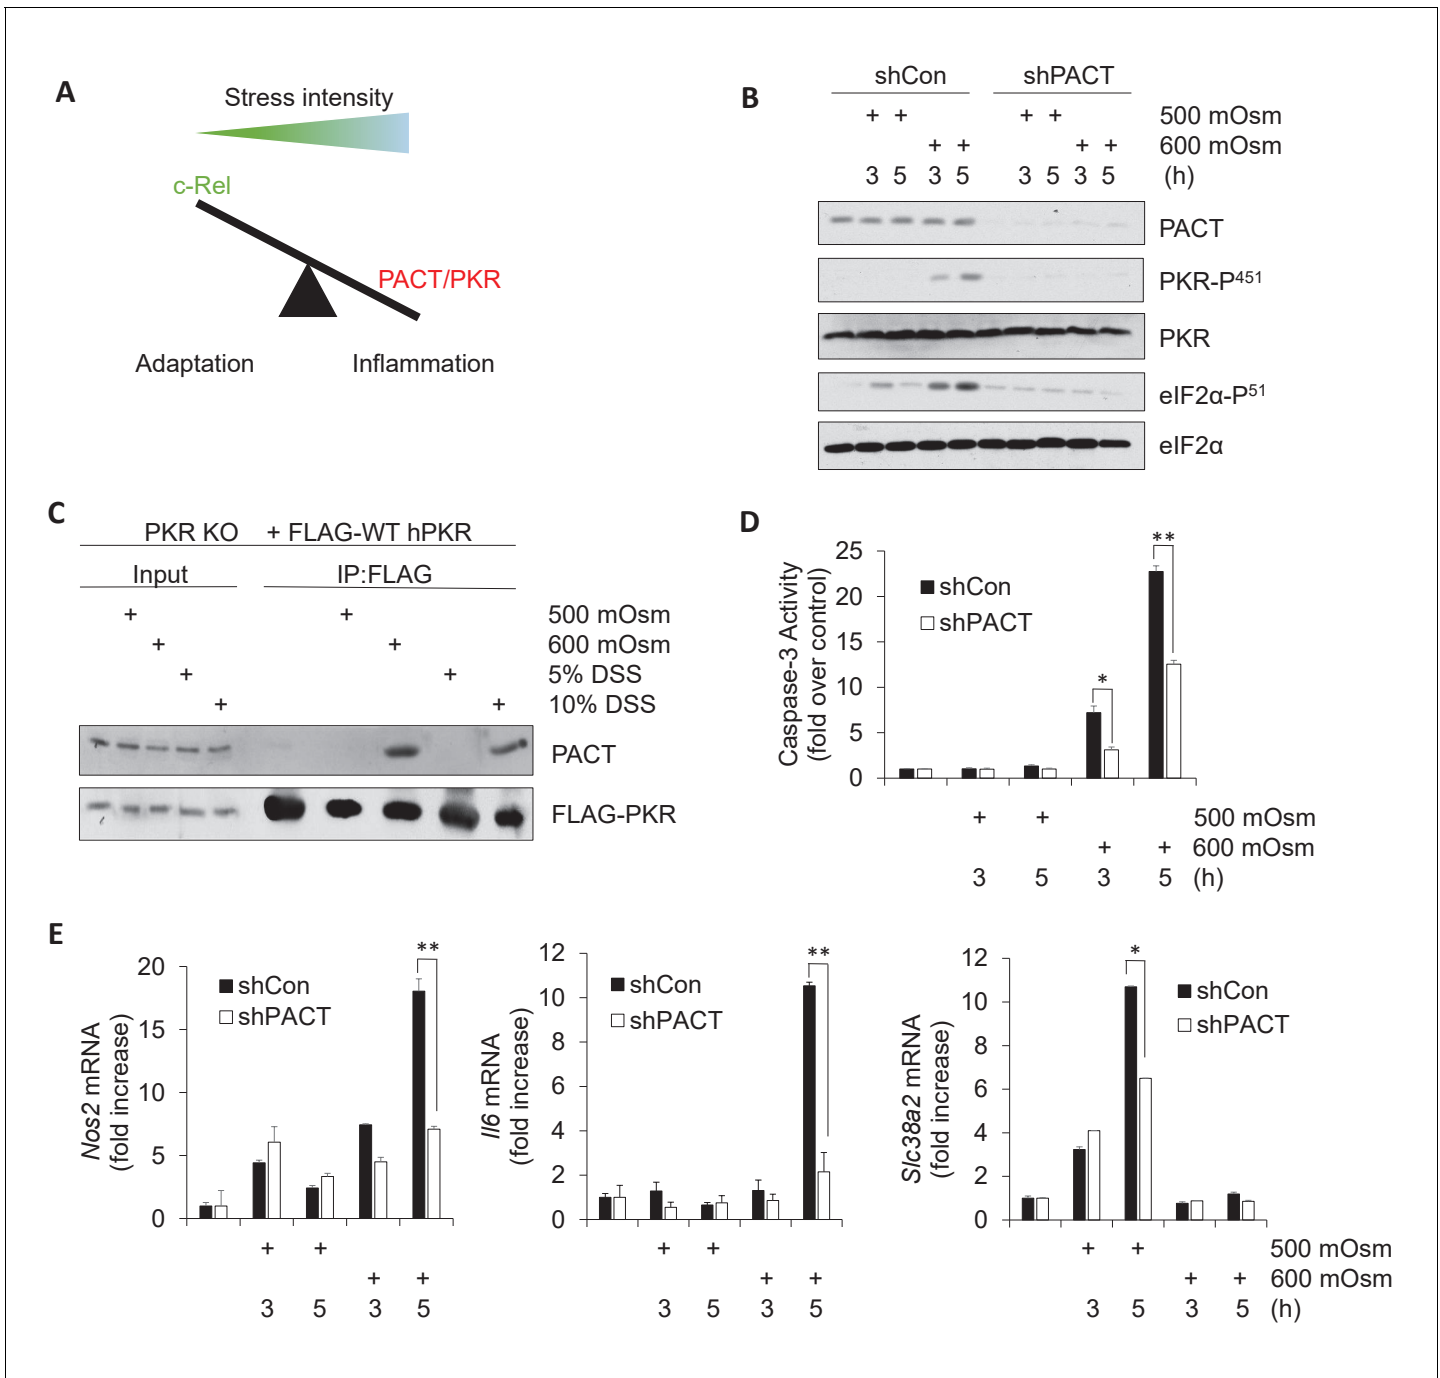 A
Stress intensity
c-Rel
PACT/PKR
Adaptation Inflammation
B
shCon shPACT
+ + + + 500 mOsm
+ + + + 600 mOsm
3 5 3 5 3 5 3 5 (h)
PACT
PKR-P451
PKR
eIF2α-P51
eIF2α
C
PKR KO + FLAG-WT hPKR
Input IP:FLAG
+ + 500 mOsm
+ + 600 mOsm
+ + 5% DSS
+ + 10% DSS
PACT
FLAG-PKR
D
Caspase-3 Activity
(fold over control)
25
20
15
10
5
0
shCon
shPACT
*
**
+ + 500 mOsm
+ + 600 mOsm
3 5 3 5 (h)
E
Nos2 mRNA
(fold increase)
20
15
10
5
0
shCon
shPACT
**
+ +
+ +
3 5 3 5
Il6 mRNA
(fold increase)
12
10
8
6
4
2
0
shCon
shPACT
**
+ +
+ +
3 5 3 5
Slc38a2 mRNA
(fold increase)
12
10
8
6
4
2
0
*
shCon
shPACT
+ + 500 mOsm
+ + 600 mOsm
3 5 3 5 (h)